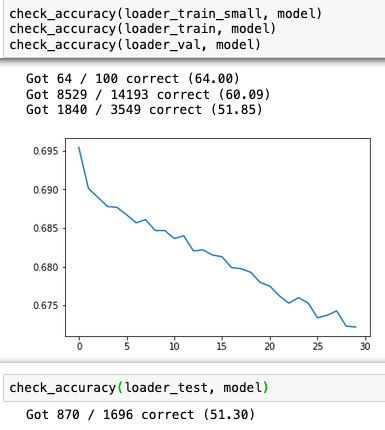 check_accuracy(loader_train_small, model)
check_accuracy(loader_train, model)
check_accuracy(loader_val, model)
Got 64 / 100 correct (64.00)
Got 8529 / 14193 correct (60.09)
Got 1840 / 3549 correct (51.85)
0.695
0.690
0.685
0.680
0.675
0 5 10 15 20 25 30
check_accuracy(loader_test, model)
Got 870 / 1696 correct (51.30)